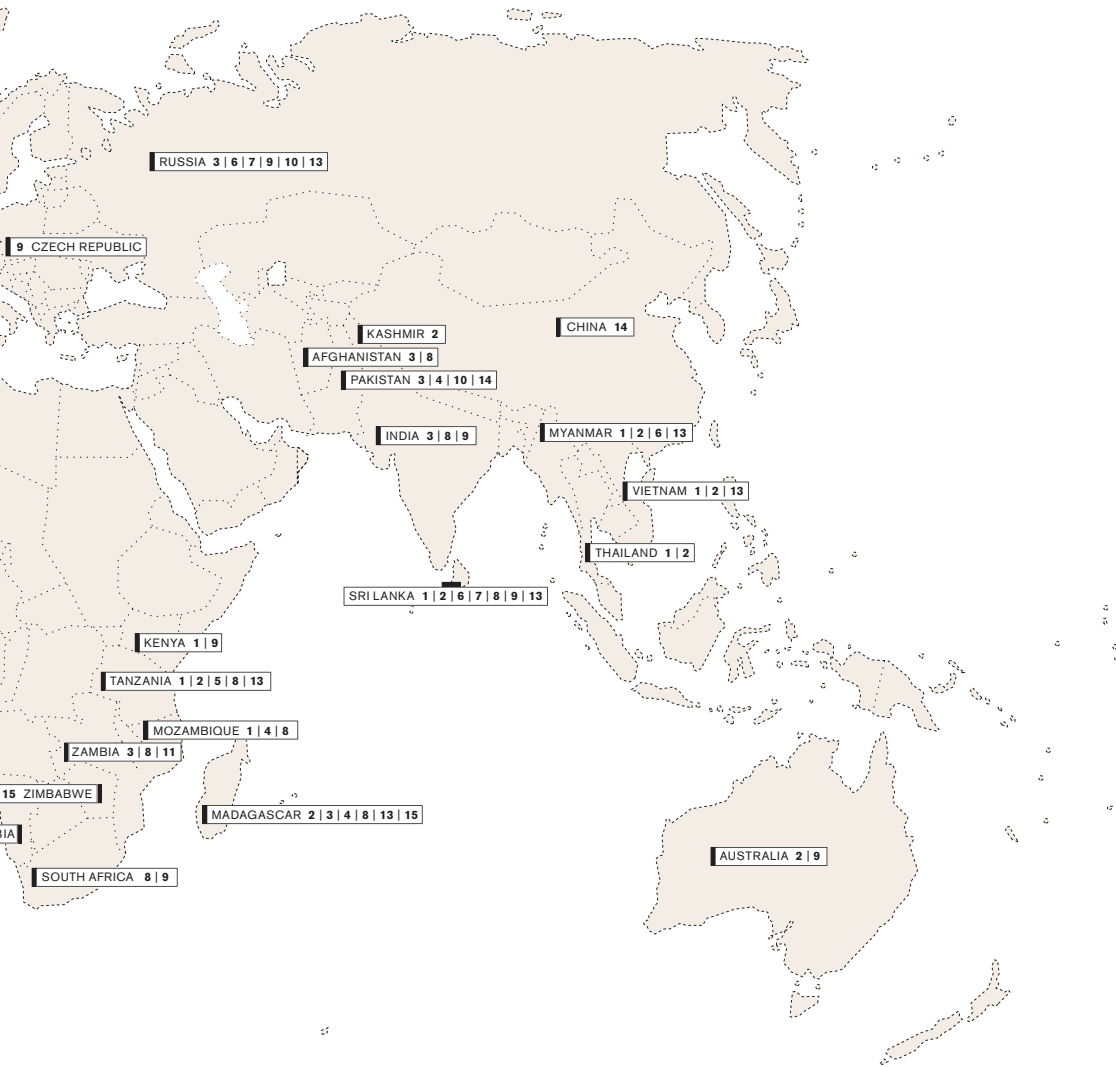 RUSSIA 3 | 6 | 7 | 9 | 10 | 13
9 CZECH REPUBLIC
CHINA 14
KASHMIR 2
AFGHANISTAN 3 | 8
PAKISTAN 3 | 4 | 10 | 14
MYANMAR 1 | 2 | 6 | 13
INDIA 3 | 8 | 9
VIETNAM 1 | 2 | 13
THAILAND 1 | 2
SRI LANKA 1 | 2 | 6 | 7 | 8 | 9 | 13
KENYA 1 | 9
TANZANIA 1 | 2 | 5 | 8 | 13
MOZAMBIQUE 1 | 4 | 8
ZAMBIA 3 | 8 | 11
15 ZIMBABWE
MADAGASCAR 2 | 3 | 4 | 8 | 13 | 15
BIA
AUSTRALIA 2 | 9
SOUTH AFRICA 8 | 9